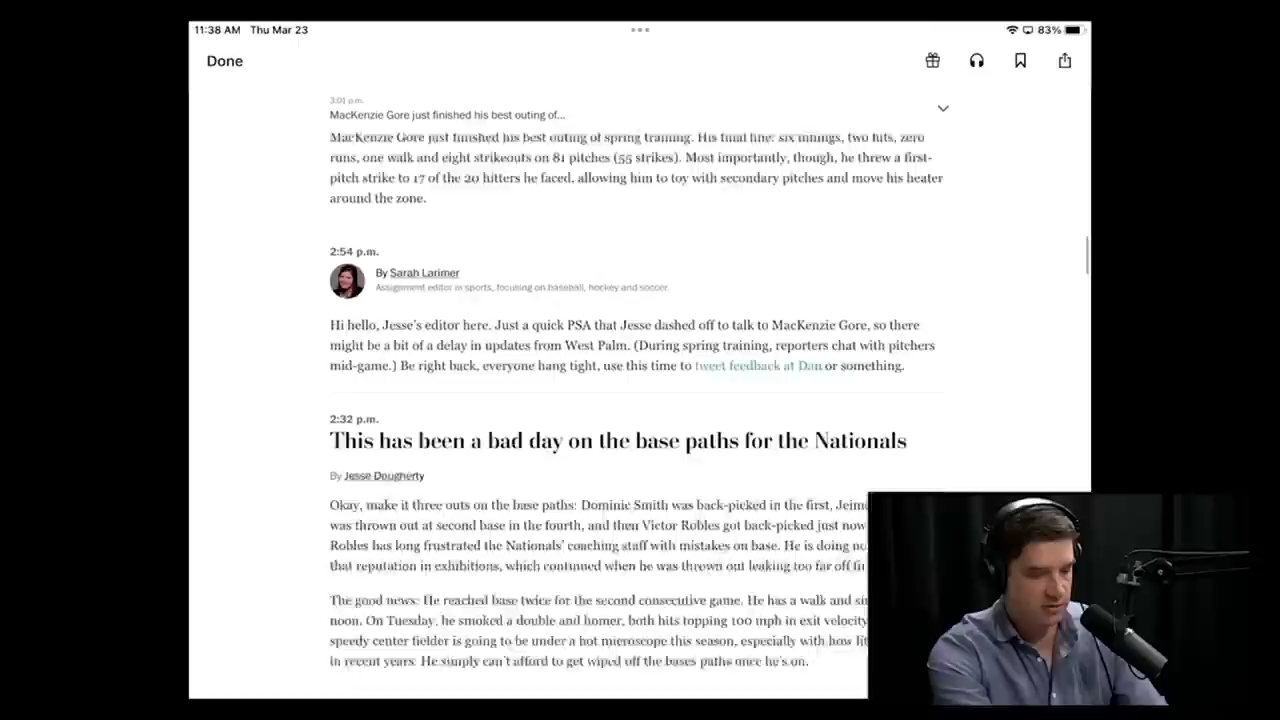 11:38 AM Thu Mar 23
83%
Done
3:01 p.m.
MacKenzie Gore just finished his best outing of...
MacKenzie Gore just finished his best outing of spring training. His final line: six innings, two hits, zero
runs, one walk and eight strikeouts on 81 pitches (55 strikes). Most importantly, though, he threw a first-
pitch strike to 17 of the 20 hitters he faced, allowing him to toy with secondary pitches and move his heater
around the zone.
2:54 p.m.
By Sarah Larimer
Assignment editor in sports, focusing on baseball, hockey and soccer
Hi hello, Jesse's editor here. Just a quick PSA that Jesse dashed off to talk to MacKenzie Gore, so there
might be a bit of a delay in updates from West Palm. (During spring training, reporters chat with pitchers
mid-game.) Be right back, everyone hang tight, use this time to tweet feedback at Dan or something.
2:32 p.m.
This has been a bad day on the base paths for the Nationals
By Jesse Dougherty
Okay, make it three outs on the base paths: Dominic Smith was back-picked in the first, Jeim
was thrown out at second base in the fourth, and then Victor Robles got back-picked just now
Robles has long frustrated the Nationals' coaching staff with mistakes on base. He is doing no
that reputation in exhibitions, which continued when he was thrown out leaking too far off fi
The good news: He reached base twice for the second consecutive game. He has a walk and sin
noon. On Tuesday, he smoked a double and homer, both hits topping 100 mph in exit velocity
speedy center fielder is going to be under a hot microscope this season, especially with how lit
in recent years. He simply can't afford to get wiped off the bases paths once he's on.